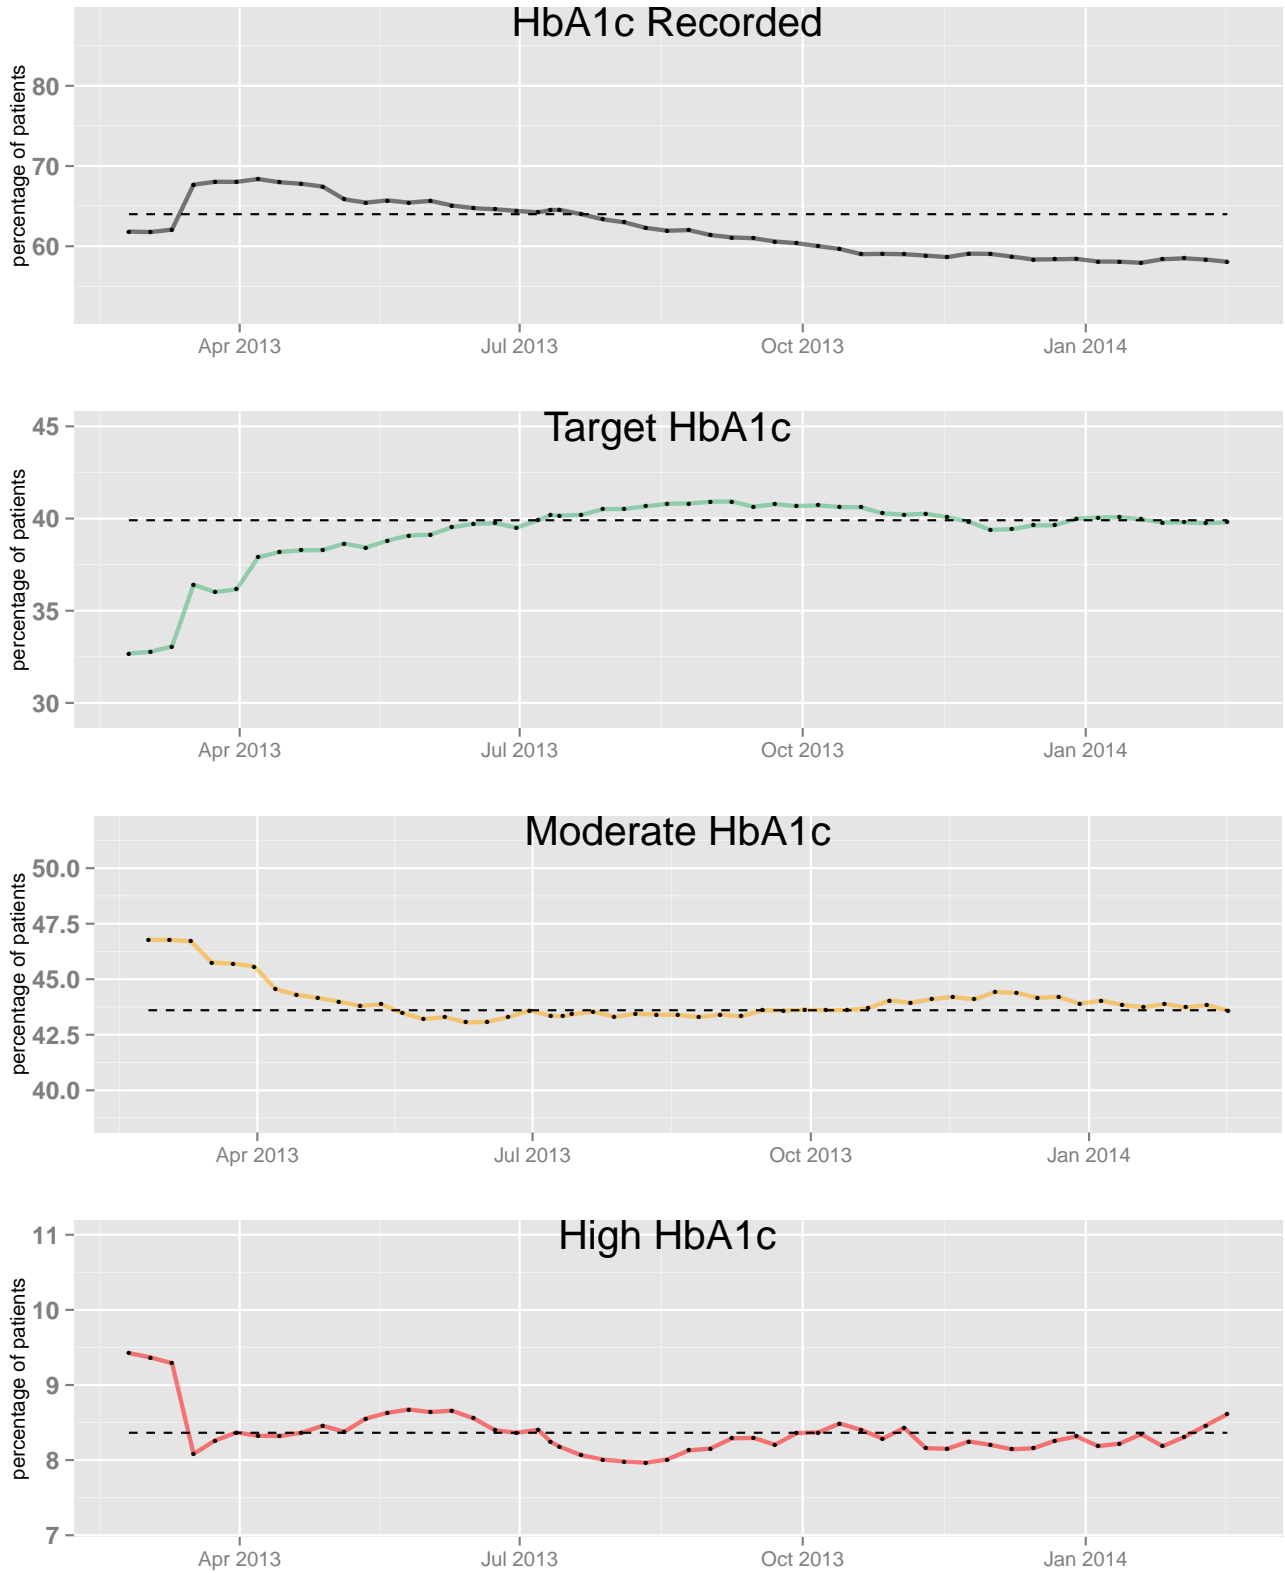 HbA1c Recorded
percentage of patients
80
70
60
Apr 2013 Jul 2013 Oct 2013 Jan 2014
Target HbA1c
percentage of patients
45
40
35
30
Apr 2013 Jul 2013 Oct 2013 Jan 2014
Moderate HbA1c
percentage of patients
50.0
47.5
45.0
42.5
40.0
Apr 2013 Jul 2013 Oct 2013 Jan 2014
High HbA1c
percentage of patients
11
10
9
8
7
Apr 2013 Jul 2013 Oct 2013 Jan 2014